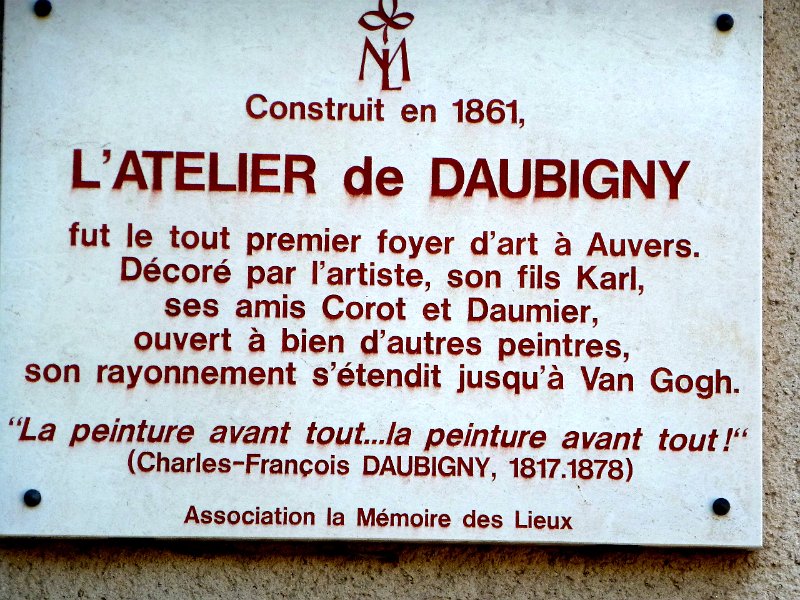 ML
Construit en 1861,
L'ATELIER de DAUBIGNY
fut le tout premier foyer d'art à Auvers.
Décoré par l'artiste, son fils Karl,
ses amis Corot et Daumier,
ouvert à bien d'autres peintres,
son rayonnement s'étendit jusqu'à Van Gogh.
“La peinture avant tout...la peinture avant tout!“
(Charles-François DAUBIGNY, 1817.1878)
Association la Mémoire des Lieux